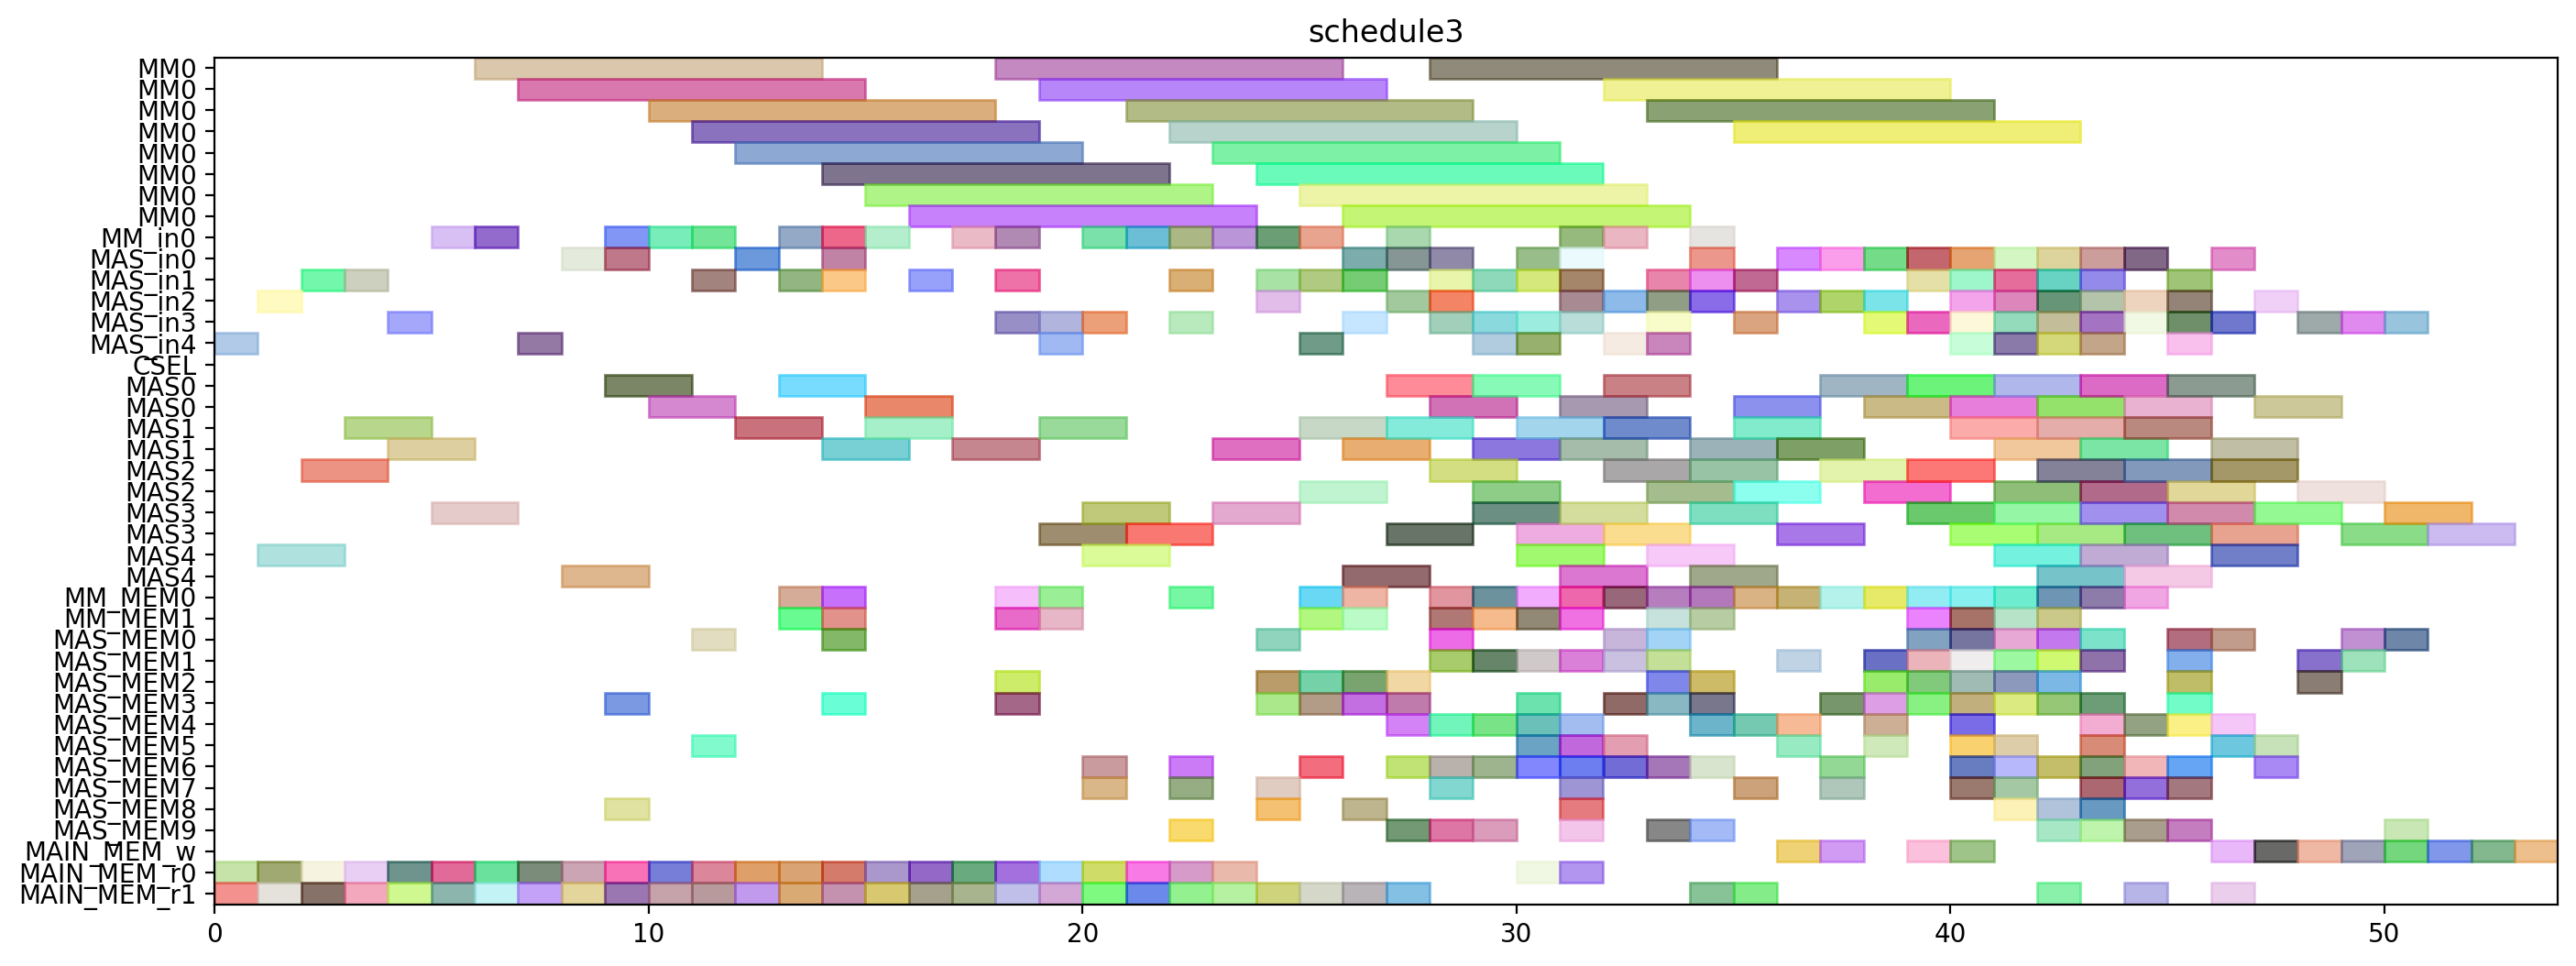 schedule3
MM0
MM0
MM0
MM0
MM0
MM0
MM0
MM0
MM_in0
MAS_in0
MAS_in1
MAS_in2
MAS_in3
MAS_in4
CSEL
MAS0
MAS0
MAS1
MAS1
MAS2
MAS2
MAS3
MAS3
MAS4
MAS4
MM_MEM0
MM_MEM1
MAS_MEM0
MAS_MEM1
MAS_MEM2
MAS_MEM3
MAS_MEM4
MAS_MEM5
MAS_MEM6
MAS_MEM7
MAS_MEM8
MAS_MEM9
MAIN_MEM_w
MAIN_MEM_r0
MAIN_MEM_r1
0 10 20 30 40 50